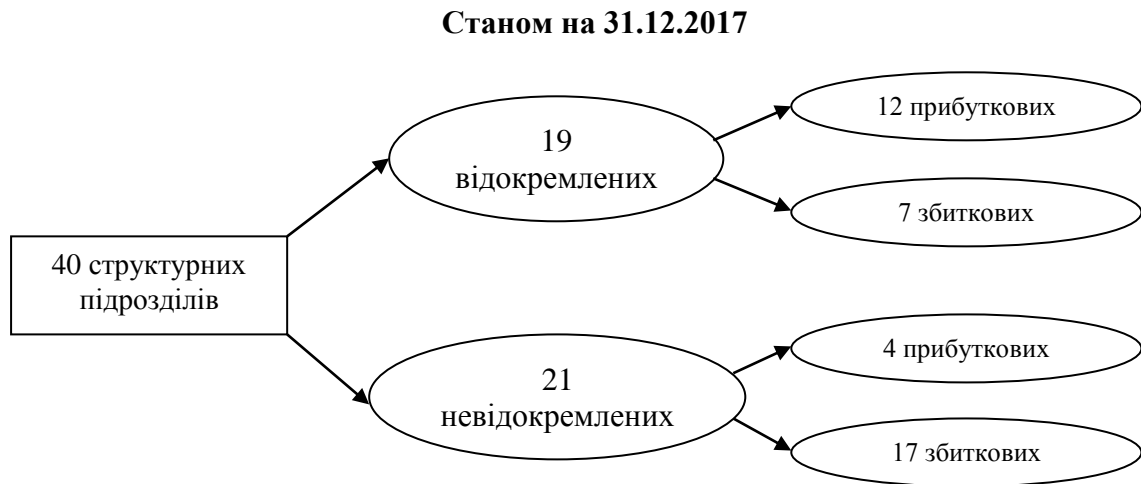 Станом на 31.12.2017
40 структурних
підрозділів
19
відокремлених
12 прибуткових
7 збиткових
21
невідокремлених
4 прибуткових
17 збиткових